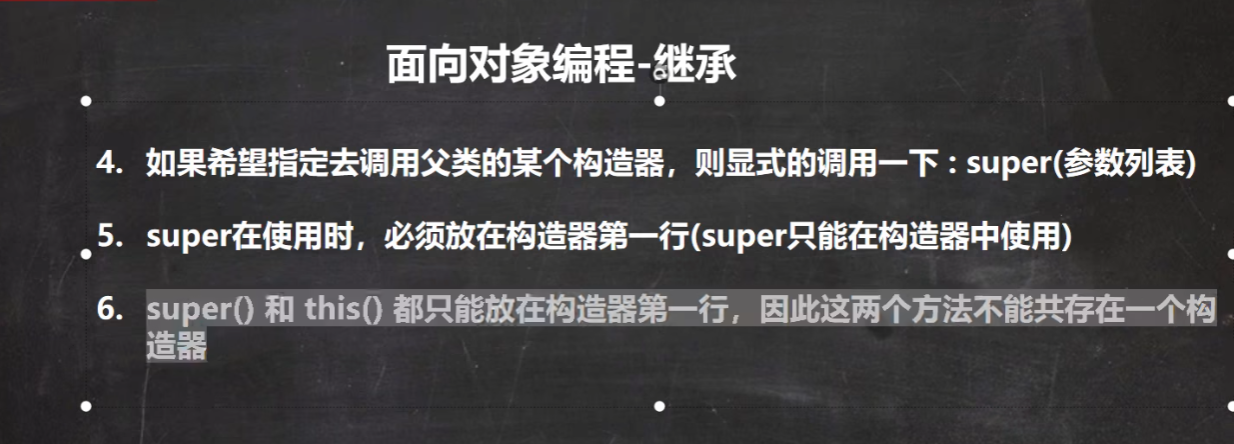 面向对象编程-继承
4. 如果希望指定去调用父类的某个构造器，则显式的调用一下 : super(参数列表)
5. super在使用时，必须放在构造器第一行(super只能在构造器中使用)
6. super() 和 this() 都只能放在构造器第一行，因此这两个方法不能共存在一个构
造器